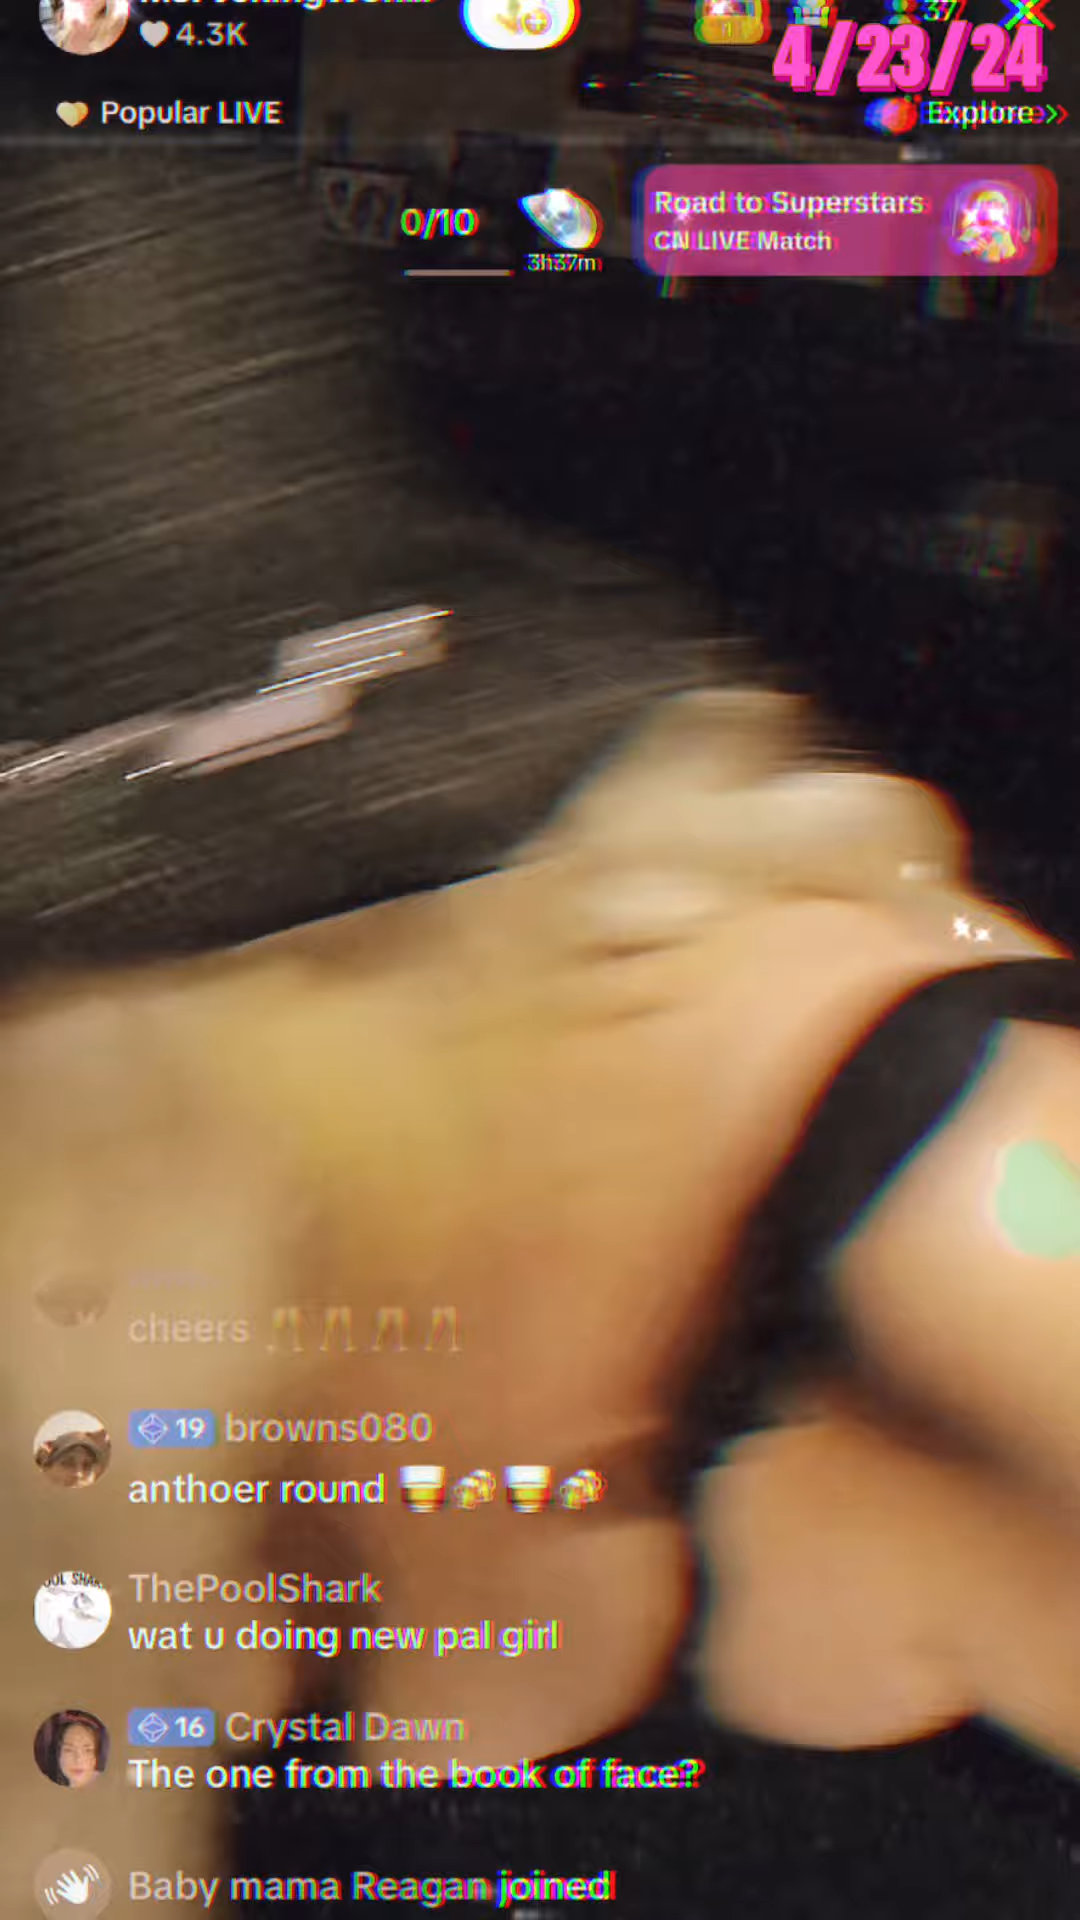 4.3K
37
4/23/24
Popular LIVE
Explore
0/10
3h37m
Road to Superstars
CN LIVE Match
cheers
19 browns080
anthoer round
ThePoolShark
wat u doing new pal girl
16 Crystal Dawn
The one from the book of face?
Baby mama Reagan joined